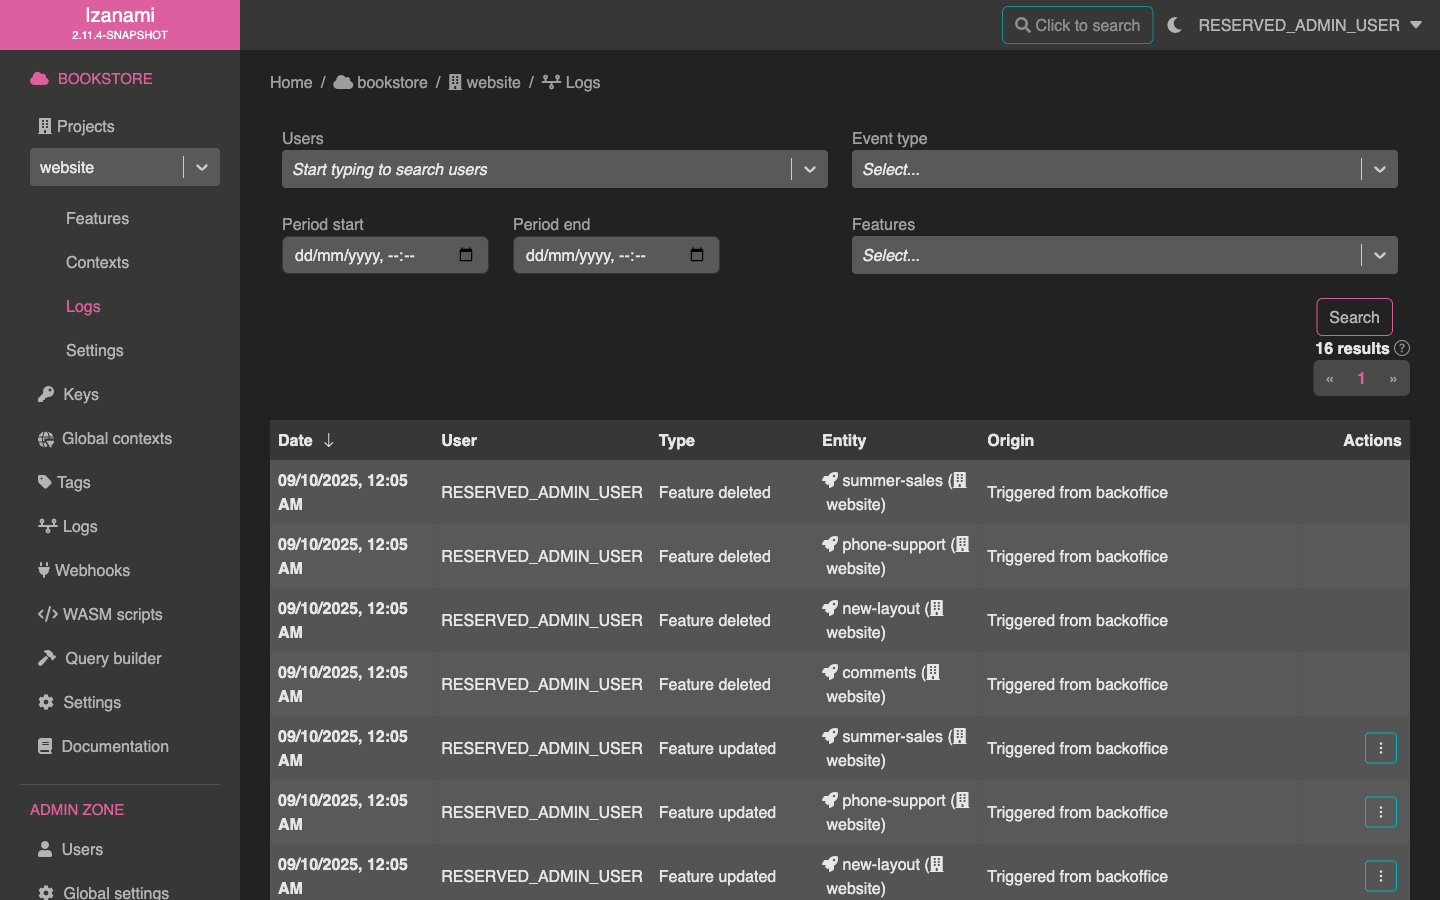 Izanami
2.11.4-SNAPSHOT
Click to search
RESERVED_ADMIN_USER
BOOKSTORE
Projects
website
Features
Contexts
Logs
Settings
Keys
Global contexts
Tags
Logs
Webhooks
WASM scripts
Query builder
Settings
Documentation
ADMIN ZONE
Users
Global settings
Home / bookstore / website / Logs
Users
Start typing to search users
Event type
Select...
Period start
dd/mm/yyyy, --:--
Period end
dd/mm/yyyy, --:--
Features
Select...
Search
16 results ?
« 1 »
Date ↓ User Type Entity Origin Actions
09/10/2025, 12:05 AM RESERVED_ADMIN_USER Feature deleted summer-sales ( website) Triggered from backoffice
09/10/2025, 12:05 AM RESERVED_ADMIN_USER Feature deleted phone-support ( website) Triggered from backoffice
09/10/2025, 12:05 AM RESERVED_ADMIN_USER Feature deleted new-layout ( website) Triggered from backoffice
09/10/2025, 12:05 AM RESERVED_ADMIN_USER Feature deleted comments ( website) Triggered from backoffice
09/10/2025, 12:05 AM RESERVED_ADMIN_USER Feature updated summer-sales ( website) Triggered from backoffice
09/10/2025, 12:05 AM RESERVED_ADMIN_USER Feature updated phone-support ( website) Triggered from backoffice
09/10/2025, 12:05 AM RESERVED_ADMIN_USER Feature updated new-layout ( website) Triggered from backoffice